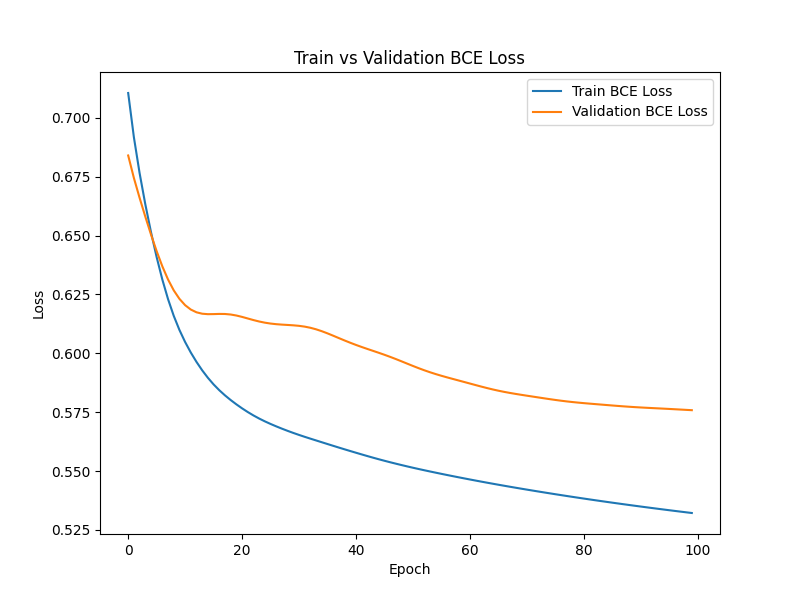 Train vs Validation BCE Loss
Train BCE Loss
Validation BCE Loss
0.700
0.675
0.650
0.625
0.600
0.575
0.550
0.525
Loss
0 20 40 60 80 100
Epoch